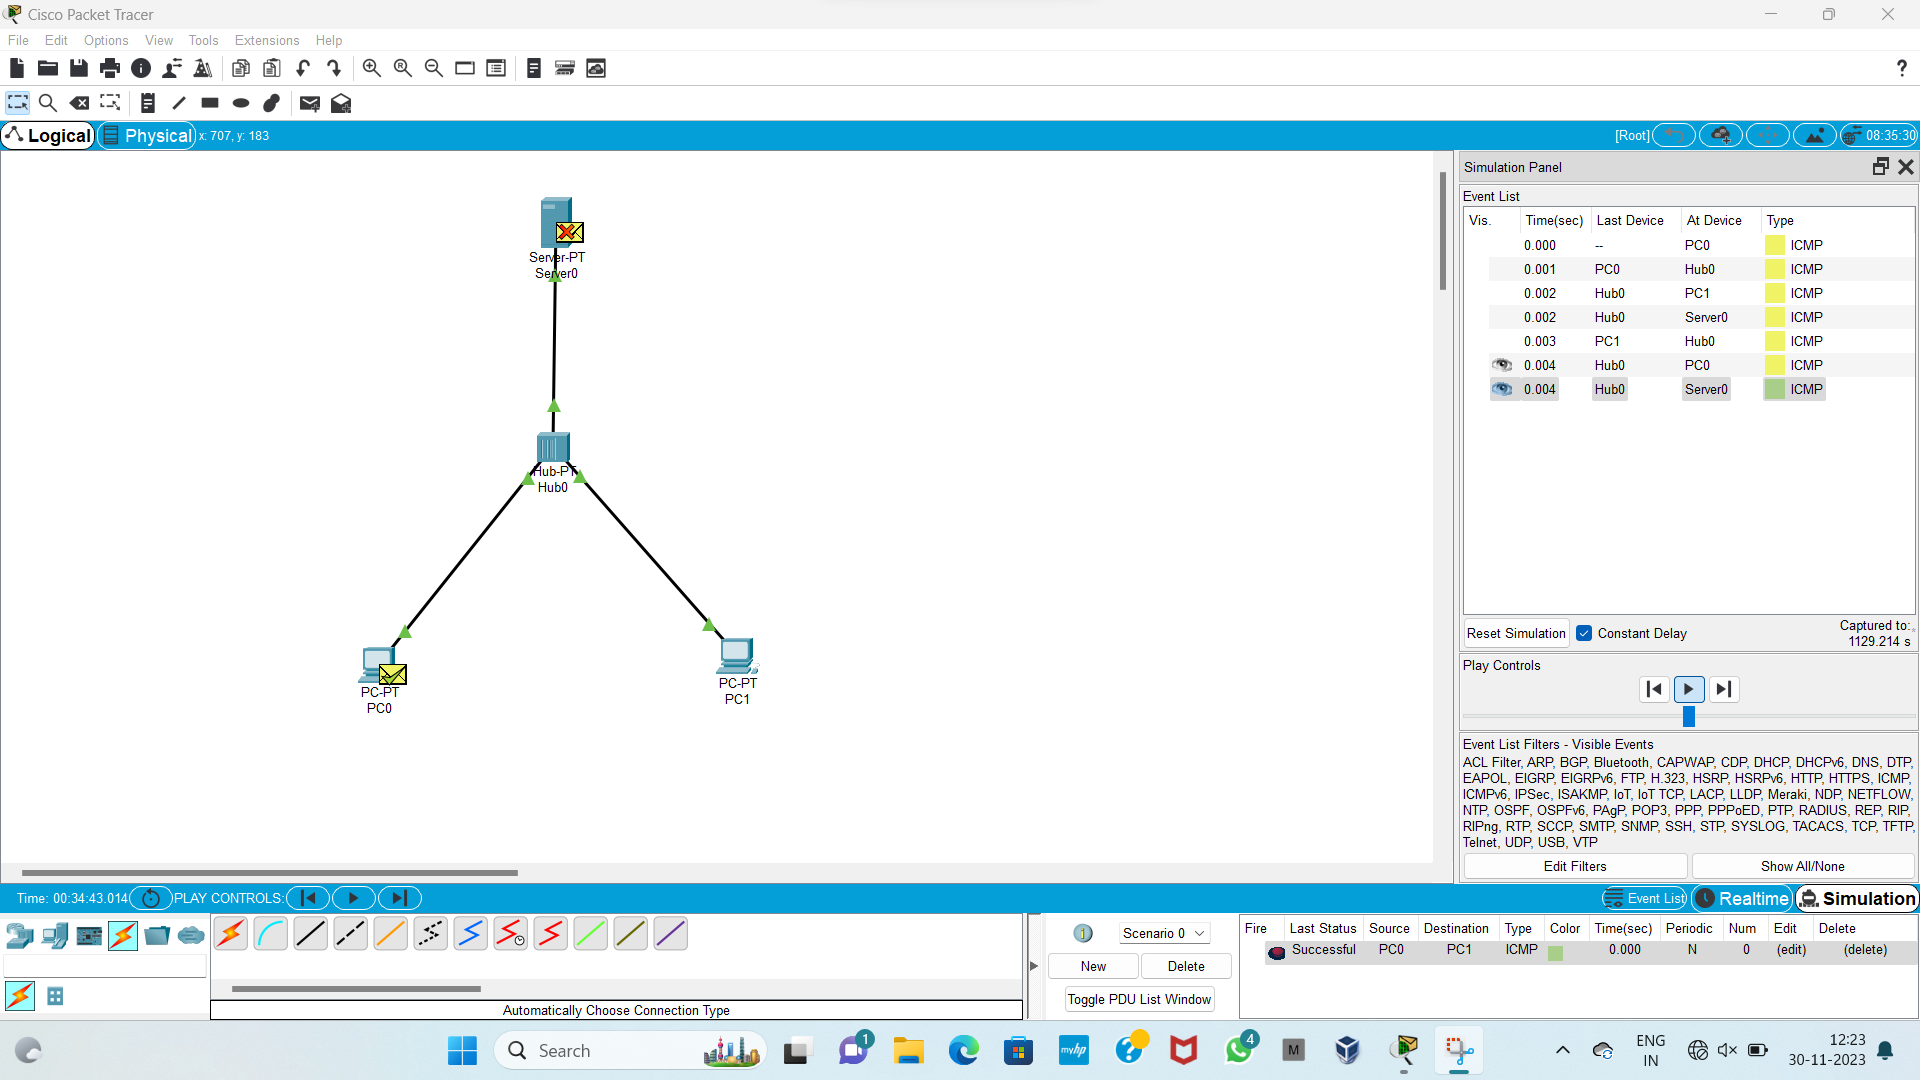 Cisco Packet Tracer
File Edit Options View Tools Extensions Help
?
Logical Physical x: 707, y: 183
[Root] 08:35:30
Server-PT
Server0
Hub-PT
Hub0
PC-PT
PC0
PC-PT
PC1
Simulation Panel
Event List
Vis. Time(sec) Last Device At Device Type
0.000 -- PC0 ICMP
0.001 PC0 Hub0 ICMP
0.002 Hub0 PC1 ICMP
0.002 Hub0 Server0 ICMP
0.003 PC1 Hub0 ICMP
0.004 Hub0 PC0 ICMP
0.004 Hub0 Server0 ICMP
Reset Simulation Constant Delay Captured to:
1129.214 s
Play Controls
Event List Filters - Visible Events
ACL Filter, ARP, BGP, Bluetooth, CAPWAP, CDP, DHCP, DHCPv6, DNS, DTP,
EAPOL, EIGRP, EIGRPv6, FTP, H.323, HSRP, HSRPv6, HTTP, HTTPS, ICMP,
ICMPv6, IPSec, ISAKMP, IoT, IoT TCP, LACP, LLDP, Meraki, NDP, NETFLOW,
NTP, OSPF, OSPFv6, PAgP, POP3, PPP, PPPoED, PTP, RADIUS, REP, RIP,
RIPng, RTP, SCCP, SMTP, SNMP, SSH, STP, SYSLOG, TACACS, TCP, TFTP,
Telnet, UDP, USB, VTP
Edit Filters Show All/None
Time: 00:34:43.014 PLAY CONTROLS: Event List Realtime Simulation
Automatically Choose Connection Type
Scenario 0
New Delete
Toggle PDU List Window
Fire Last Status Source Destination Type Color Time(sec) Periodic Num Edit Delete
Successful PC0 PC1 ICMP 0.000 N 0 (edit) (delete)
Search
1
myhp
?
4
M
ENG
IN
12:23
30-11-2023